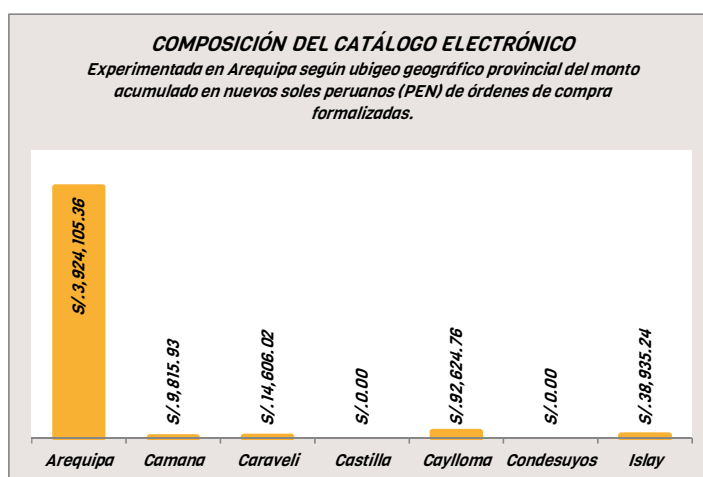 COMPOSICIÓN DEL CATÁLOGO ELECTRÓNICO
Experimentada en Arequipa según ubigeo geográfico provincial del monto
acumulado en nuevos soles peruanos (PEN) de órdenes de compra
formalizadas.
S/.3,924,105.36
S/.9,815.93
S/.14,606.02
S/.0.00
S/.92,624.76
S/.0.00
S/.38,935.24
Arequipa Camana Caraveli Castilla Caylloma Condesuyos Islay